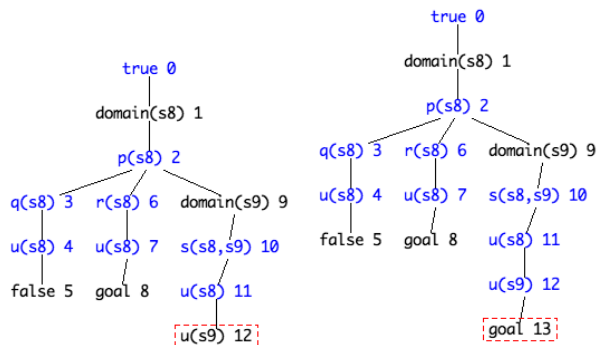 true 0
domain(s8) 1
p(s8) 2
q(s8) 3 r(s8) 6 domain(s9) 9
u(s8) 4 u(s8) 7 s(s8,s9) 10
false 5 goal 8 u(s8) 11
u(s9) 12
true 0
domain(s8) 1
p(s8) 2
q(s8) 3 r(s8) 6 domain(s9) 9
u(s8) 4 u(s8) 7 s(s8,s9) 10
false 5 goal 8 u(s8) 11
u(s9) 12
goal 13